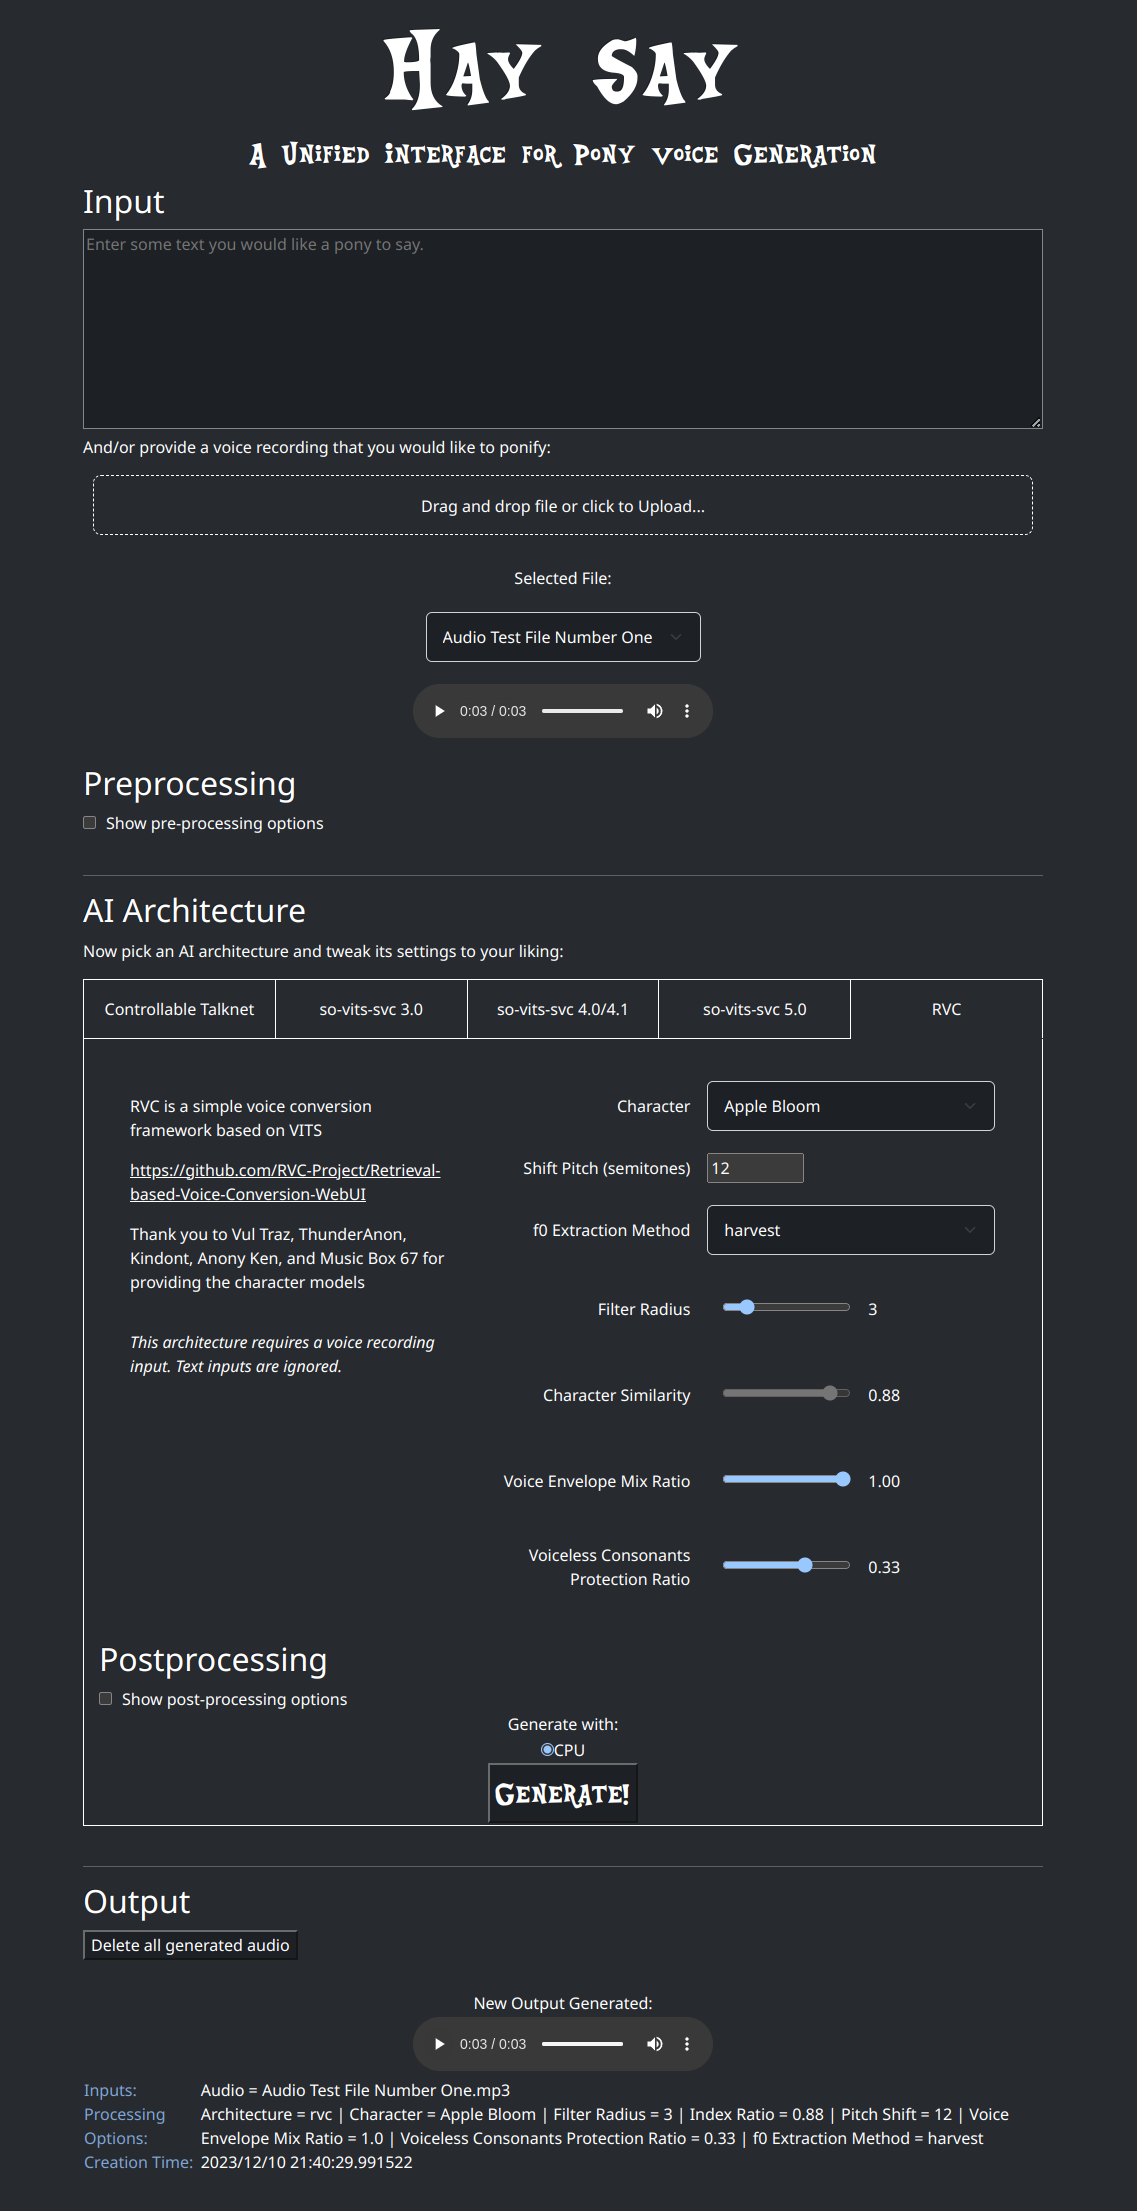 Hay Say
A Unified interface for Pony Voice Generation
Input
Enter some text you would like a pony to say.
And/or provide a voice recording that you would like to ponify:
Drag and drop file or click to Upload...
Selected File:
Audio Test File Number One
0:03 / 0:03
Preprocessing
Show pre-processing options
AI Architecture
Now pick an AI architecture and tweak its settings to your liking:
Controllable Talknet
so-vits-svc 3.0
so-vits-svc 4.0/4.1
so-vits-svc 5.0
RVC
RVC is a simple voice conversion
framework based on VITS
https://github.com/RVC-Project/Retrieval-
based-Voice-Conversion-WebUI
Thank you to Vul Traz, ThunderAnon,
Kindont, Anony Ken, and Music Box 67 for
providing the character models
This architecture requires a voice recording
input. Text inputs are ignored.
Character Apple Bloom
Shift Pitch (semitones) 12
f0 Extraction Method harvest
Filter Radius 3
Character Similarity 0.88
Voice Envelope Mix Ratio 1.00
Voiceless Consonants
Protection Ratio 0.33
Postprocessing
Show post-processing options
Generate with:
CPU
Generate!
Output
Delete all generated audio
New Output Generated:
0:03 / 0:03
Inputs: Audio = Audio Test File Number One.mp3
Processing Architecture = rvc | Character = Apple Bloom | Filter Radius = 3 | Index Ratio = 0.88 | Pitch Shift = 12 | Voice
Options: Envelope Mix Ratio = 1.0 | Voiceless Consonants Protection Ratio = 0.33 | f0 Extraction Method = harvest
Creation Time: 2023/12/10 21:40:29.991522